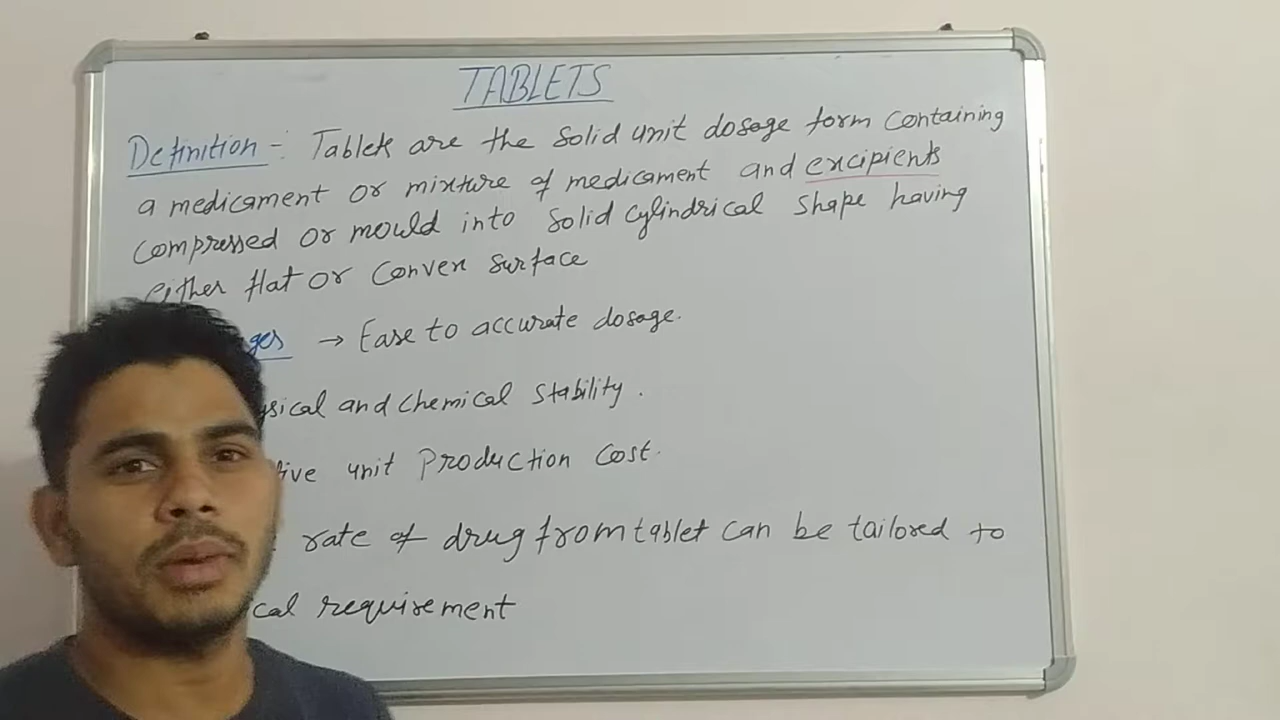 TABLETS
Definition -: Tablets are the solid unit dosage form containing
a medicament or mixture of medicament and excipients
compressed or mould into solid cylindrical shape having
either flat or convex surface
→ Ease to accurate dosage.
and chemical stability.
unit production cost.
rate of drug from tablet can be tailored to
requirement